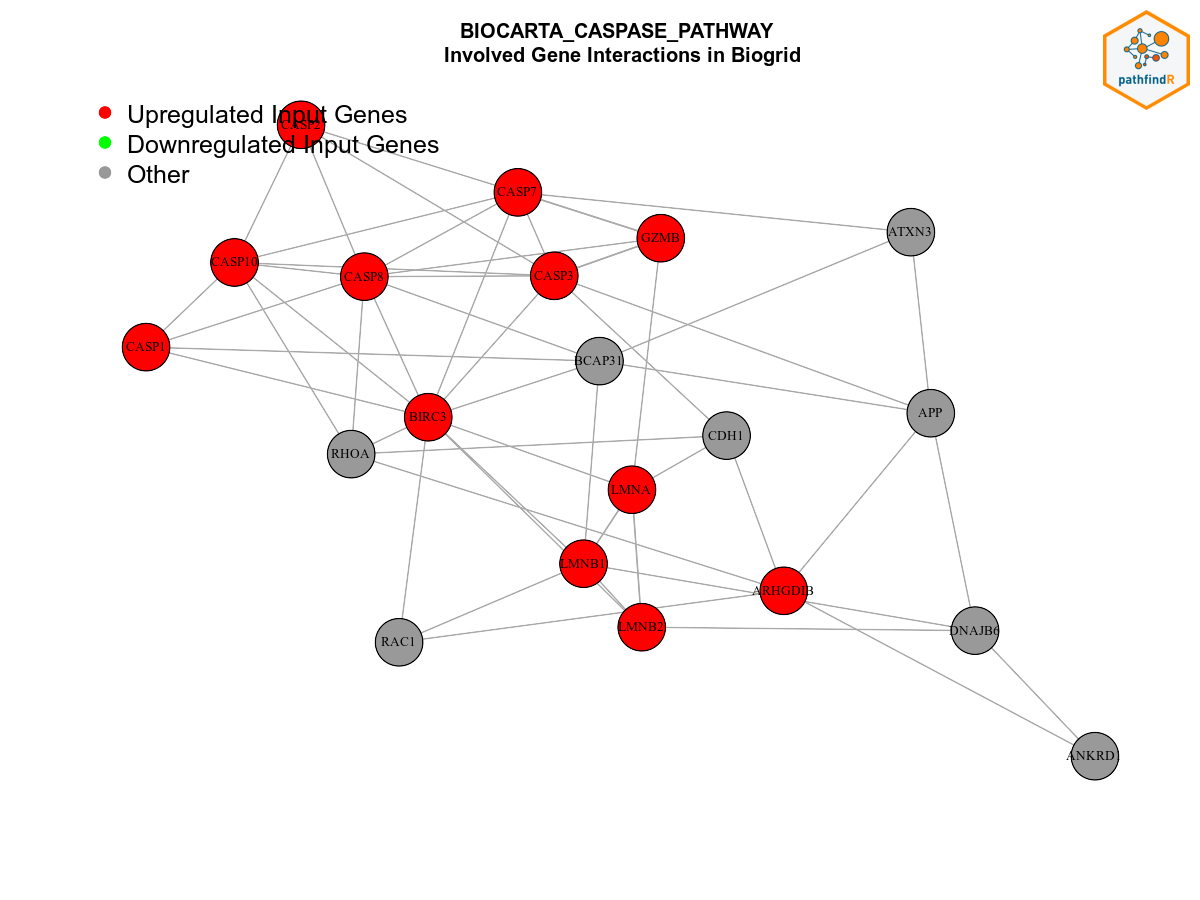 BIOCARTA_CASPASE_PATHWAY
Involved Gene Interactions in Biogrid
pathfindR
Upregulated Input Genes
CASP2
Downregulated Input Genes
Other
CASP7
ATXN3
GZMB
CASP10
CASP8
CASP3
CASP1
BCAP31
APP
BIRC3
CDH1
RHOA
LMNA
LMNB1
ARHGDIB
LMNB2
DNAJB6
RAC1
ANKRD1